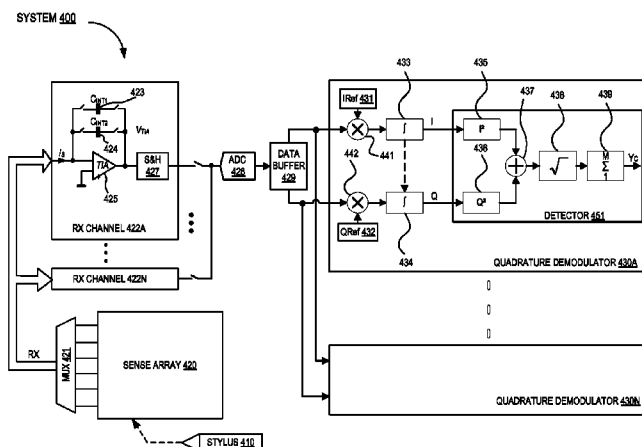 SYSTEM 400
CINT1
423
CINT2
424
VTIA
is
TIA
425
S&H
427
RX CHANNEL 422A
RX CHANNEL 422N
ADC
428
DATA
BUFFER
429
RX
MUX 421
SENSE ARRAY 420
STYLUS 410
IRef 431
441
442
QRef 432
433
∫
I
∫
Q
434
435
I²
436
Q²
437
438
√
439
M
Σ
1
Yc
DETECTOR 451
QUADRATURE DEMODULATOR 430A
QUADRATURE DEMODULATOR 430N